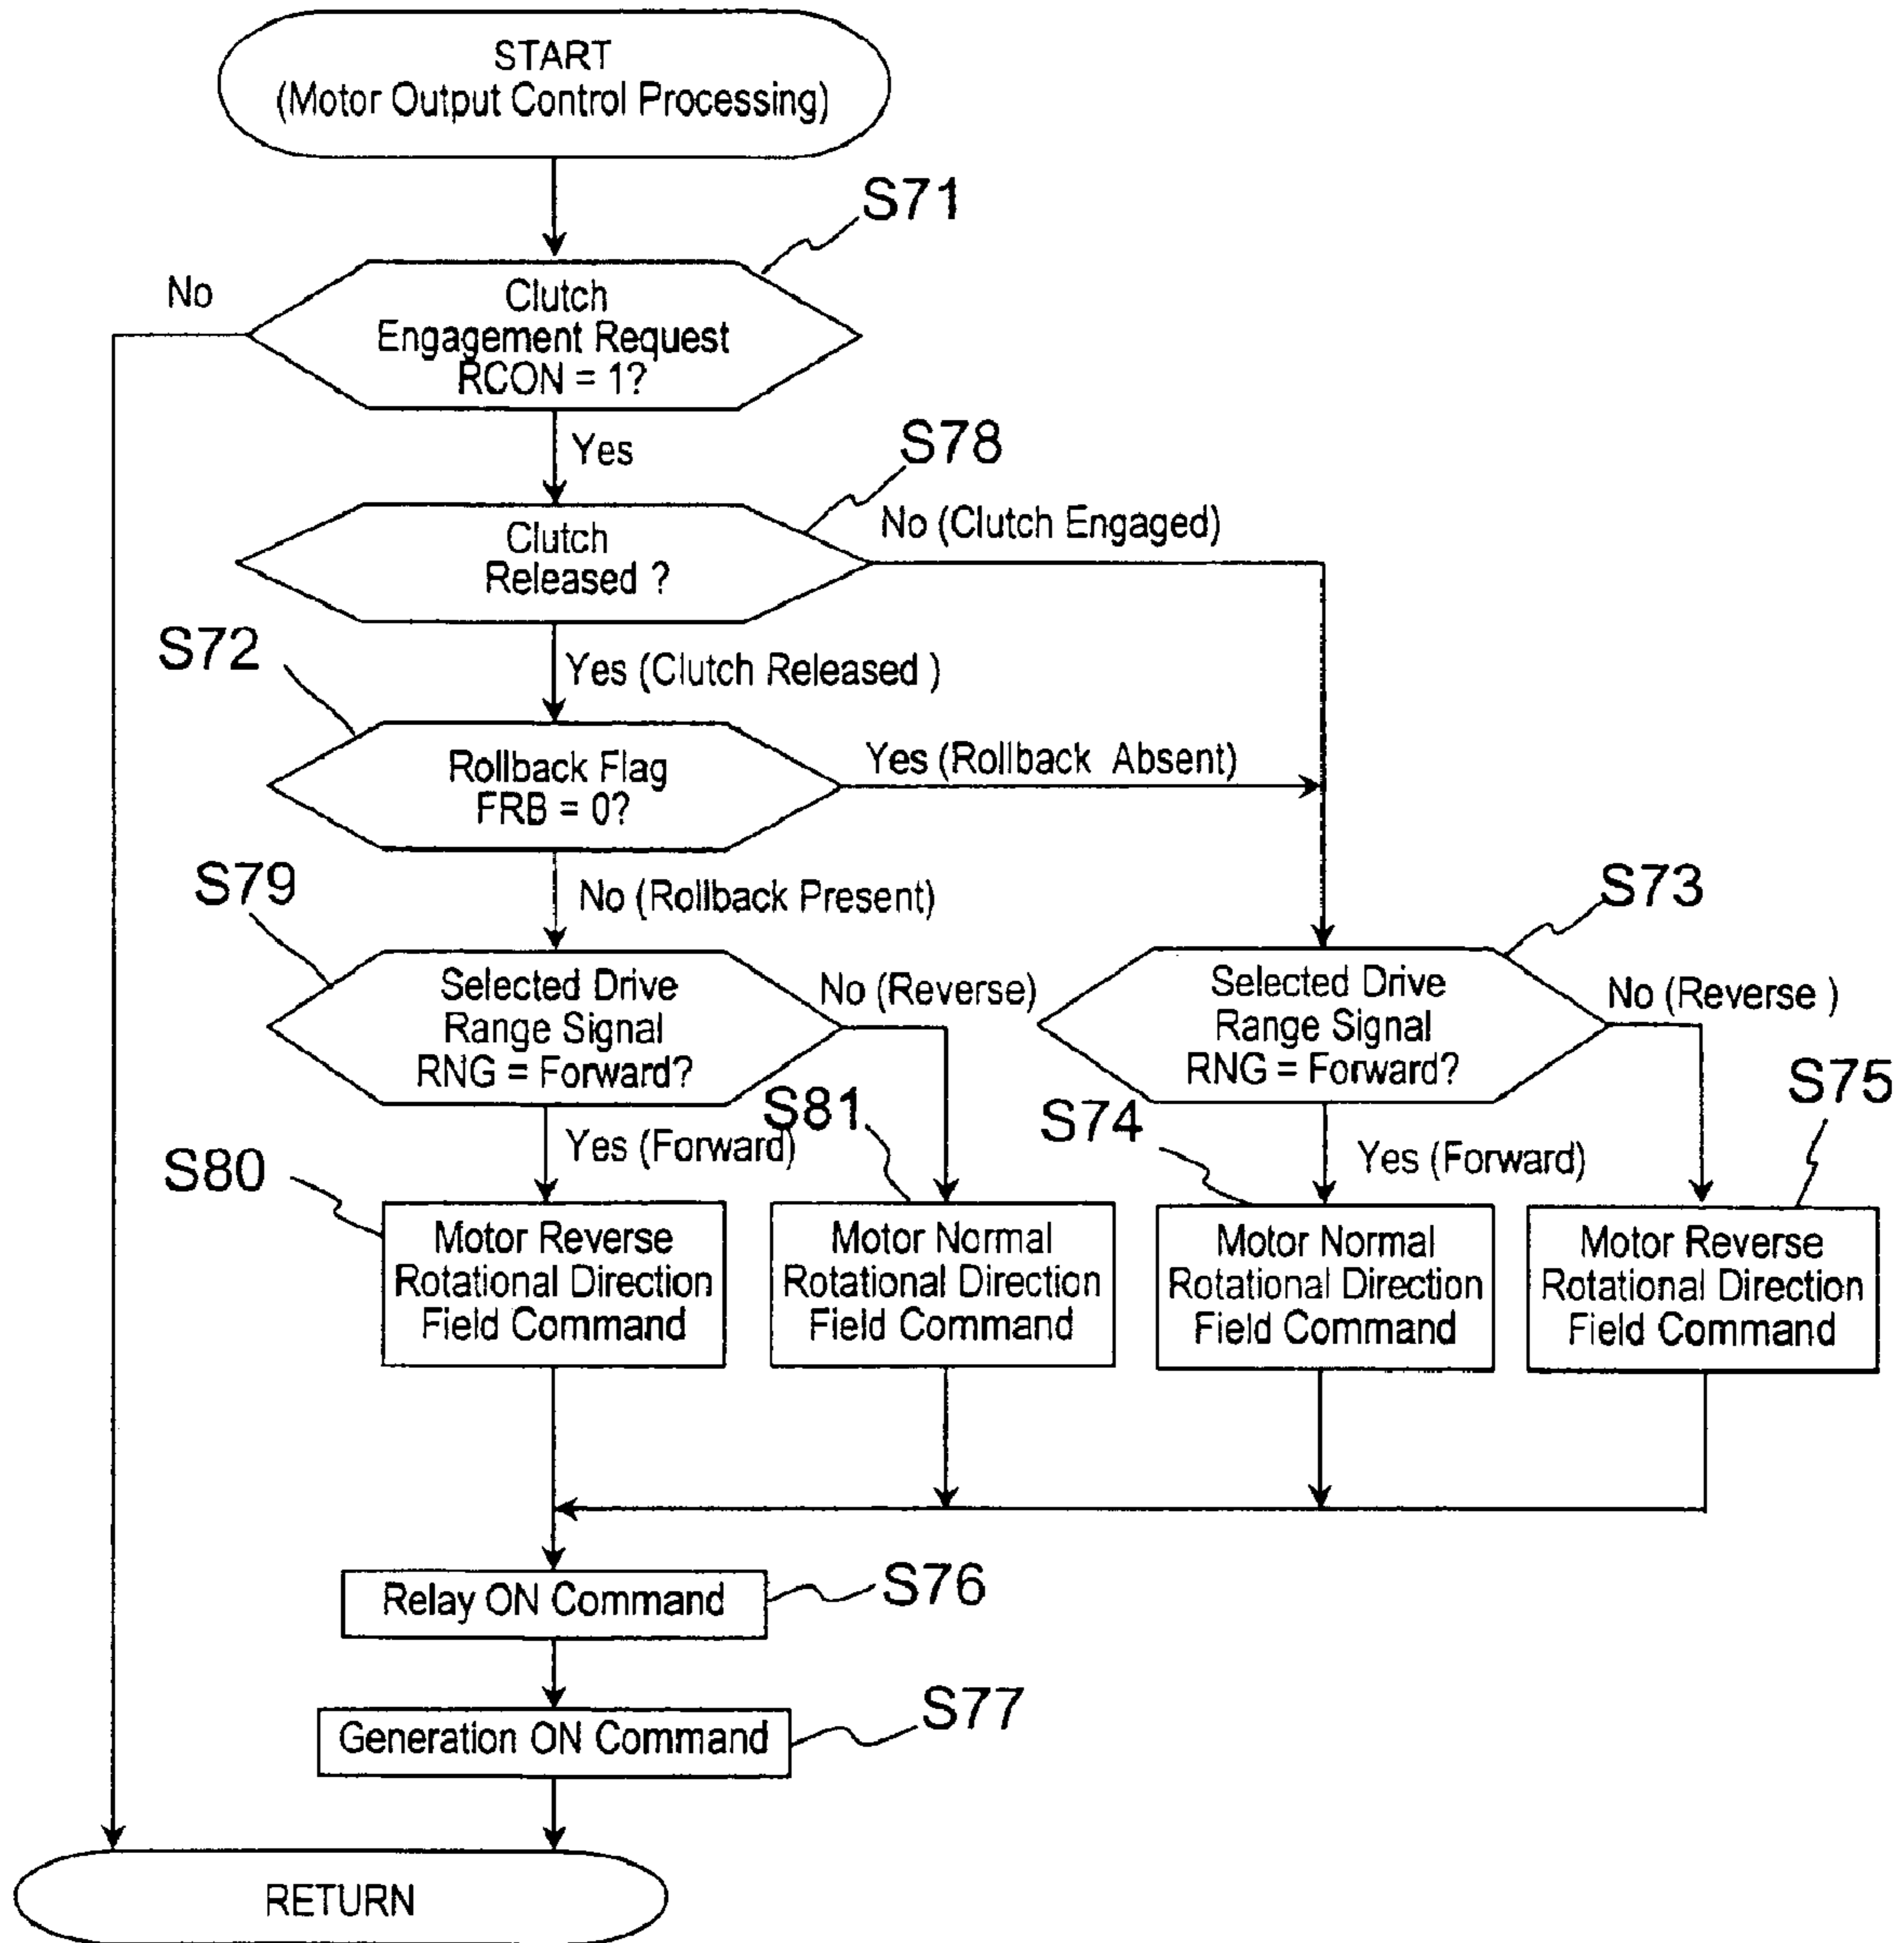 START
(Motor Output Control Processing)
S71
No
Clutch
Engagement Request
RCON = 1?
Yes
S78
No (Clutch Engaged)
Clutch
Released ?
S72
Yes (Clutch Released )
Rollback Flag
FRB = 0?
Yes (Rollback Absent)
S79
No (Rollback Present)
S73
Selected Drive
Range Signal
RNG = Forward?
No (Reverse)
Selected Drive
Range Signal
RNG = Forward?
No (Reverse )
S80
Yes (Forward)
S81
S74
Yes (Forward)
S75
Motor Reverse
Rotational Direction
Field Command
Motor Normal
Rotational Direction
Field Command
Motor Normal
Rotational Direction
Field Command
Motor Reverse
Rotational Direction
Field Command
Relay ON Command
S76
Generation ON Command
S77
RETURN